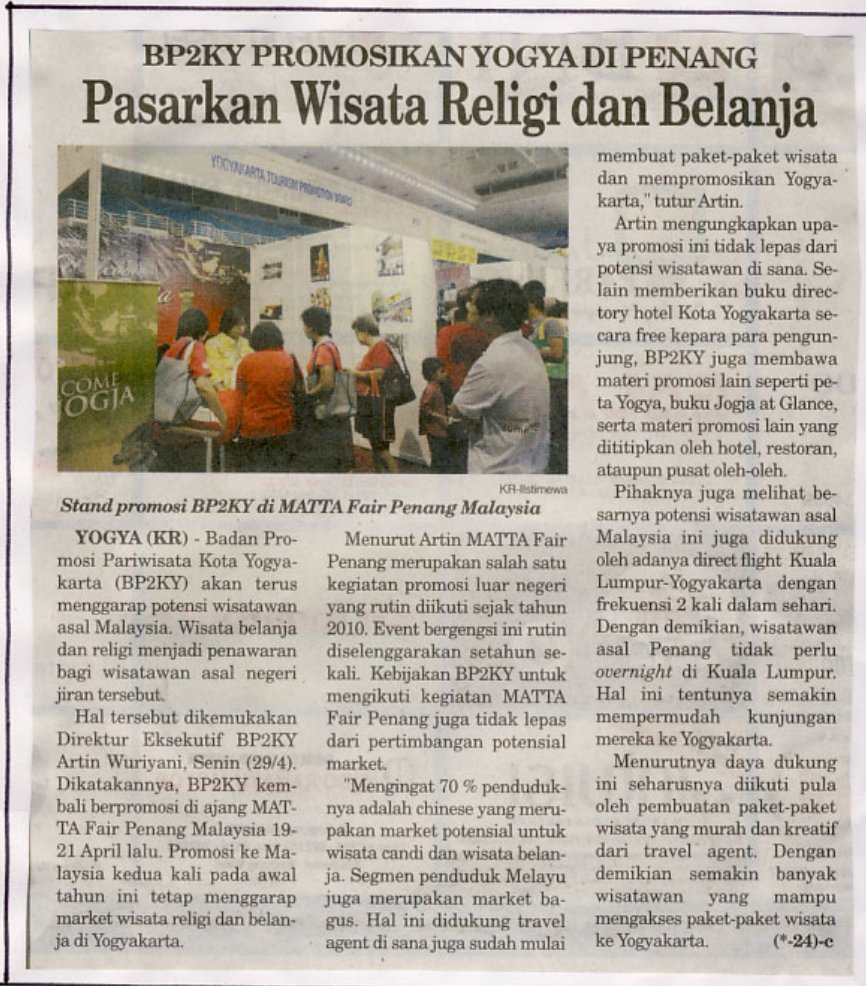 BP2KY PROMOSIKAN YOGYA DI PENANG
Pasarkan Wisata Religi dan Belanja
YOGYAKARTA TOURISM PROMOTION BOARD
COME
JOGJA
KR-Istimewa
Stand promosi BP2KY di MATTA Fair Penang Malaysia
YOGYA (KR) - Badan Pro-
mosi Pariwisata Kota Yogya-
karta (BP2KY) akan terus
menggarap potensi wisatawan
asal Malaysia. Wisata belanja
dan religi menjadi penawaran
bagi wisatawan asal negeri
jiran tersebut.
Hal tersebut dikemukakan
Direktur Eksekutif BP2KY
Artin Wuriyani, Senin (29/4).
Dikatakannya, BP2KY kem-
bali berpromosi di ajang MAT-
TA Fair Penang Malaysia 19-
21 April lalu. Promosi ke Ma-
laysia kedua kali pada awal
tahun ini tetap menggarap
market wisata religi dan belan-
ja di Yogyakarta.
Menurut Artin MATTA Fair
Penang merupakan salah satu
kegiatan promosi luar negeri
yang rutin diikuti sejak tahun
2010. Event bergengsi ini rutin
diselenggarakan setahun se-
kali. Kebijakan BP2KY untuk
mengikuti kegiatan MATTA
Fair Penang juga tidak lepas
dari pertimbangan potensial
market.
"Mengingat 70 % penduduk-
nya adalah chinese yang meru-
pakan market potensial untuk
wisata candi dan wisata belan-
ja. Segmen penduduk Melayu
juga merupakan market ba-
gus. Hal ini didukung travel
agent di sana juga sudah mulai
membuat paket-paket wisata
dan mempromosikan Yogya-
karta," tutur Artin.
Artin mengungkapkan upa-
ya promosi ini tidak lepas dari
potensi wisatawan di sana. Se-
lain memberikan buku direc-
tory hotel Kota Yogyakarta se-
cara free kepara para pengun-
jung, BP2KY juga membawa
materi promosi lain seperti pe-
ta Yogya, buku Jogja at Glance,
serta materi promosi lain yang
dititipkan oleh hotel, restoran,
ataupun pusat oleh-oleh.
Pihaknya juga melihat be-
sarnya potensi wisatawan asal
Malaysia ini juga didukung
oleh adanya direct flight Kuala
Lumpur-Yogyakarta dengan
frekuensi 2 kali dalam sehari.
Dengan demikian, wisatawan
asal Penang tidak perlu
overnight di Kuala Lumpur.
Hal ini tentunya semakin
mempermudah kunjungan
mereka ke Yogyakarta.
Menurutnya daya dukung
ini seharusnya diikuti pula
oleh pembuatan paket-paket
wisata yang murah dan kreatif
dari travel agent. Dengan
demikian semakin banyak
wisatawan yang mampu
mengakses paket-paket wisata
ke Yogyakarta. (*-24)-c